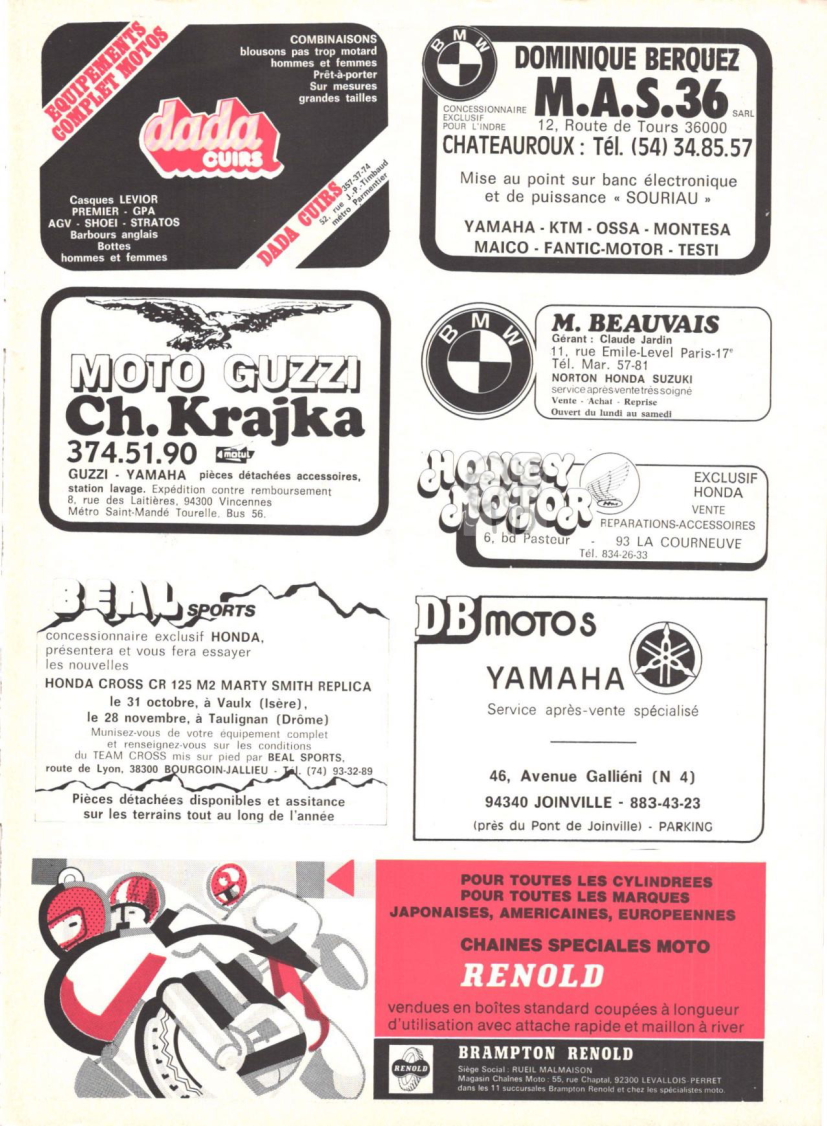 EQUIPEMENTS
COMPLET MOTOS
COMBINAISONS
blousons pas trop motard
hommes et femmes
Prêt-à-porter
Sur mesures
grandes tailles
dada
CUIRS
Casques LEVIOR
PREMIER - GPA
AGV - SHOEI - STRATOS
Barbours anglais
Bottes
hommes et femmes
DADA CUIRS
357-37-74
52, rue J.-P.-Timbaud
métro Parmentier
BMW
DOMINIQUE BERQUEZ
CONCESSIONNAIRE
EXCLUSIF
POUR L'INDRE
M.A.S.36 SARL
12, Route de Tours 36000
CHATEAUROUX : Tél. (54) 34.85.57
Mise au point sur banc électronique
et de puissance « SOURIAU »
YAMAHA - KTM - OSSA - MONTESA
MAICO - FANTIC-MOTOR - TESTI
MOTO GUZZI
Ch. Krajka
374.51.90 motul
GUZZI - YAMAHA pièces détachées accessoires,
station lavage. Expédition contre remboursement
8, rue des Laitières, 94300 Vincennes
Métro Saint-Mandé Tourelle. Bus 56.
BMW
M. BEAUVAIS
Gérant : Claude Jardin
11, rue Emile-Level Paris-17e
Tél. Mar. 57-81
NORTON HONDA SUZUKI
service après vente très soigné
Vente - Achat - Reprise
Ouvert du lundi au samedi
HONEY
MOTOR
EXCLUSIF
HONDA
VENTE
REPARATIONS-ACCESSOIRES
6, bd Pasteur - 93 LA COURNEUVE
Tél. 834-26-33
BEAL SPORTS
concessionnaire exclusif HONDA,
présentera et vous fera essayer
les nouvelles
HONDA CROSS CR 125 M2 MARTY SMITH REPLICA
le 31 octobre, à Vaulx (Isère),
le 28 novembre, à Taulignan (Drôme)
Munissez-vous de votre équipement complet
et renseignez-vous sur les conditions
du TEAM CROSS mis sur pied par BEAL SPORTS,
route de Lyon, 38300 BOURGOIN-JALLIEU - Tél. (74) 93-32-89
Pièces détachées disponibles et assitance
sur les terrains tout au long de l'année
DB MOTOS
YAMAHA
Service après-vente spécialisé
46, Avenue Galliéni (N 4)
94340 JOINVILLE - 883-43-23
(près du Pont de Joinville) - PARKING
POUR TOUTES LES CYLINDREES
POUR TOUTES LES MARQUES
JAPONAISES, AMERICAINES, EUROPEENNES
CHAINES SPECIALES MOTO
RENOLD
vendues en boîtes standard coupées à longueur
d'utilisation avec attache rapide et maillon à river
RENOLD
BRAMPTON RENOLD
Siège Social : RUEIL MALMAISON
Magasin Chaînes Moto : 55, rue Chaptal, 92300 LEVALLOIS-PERRET
dans les 11 succursales Brampton Renold et chez les spécialistes moto.